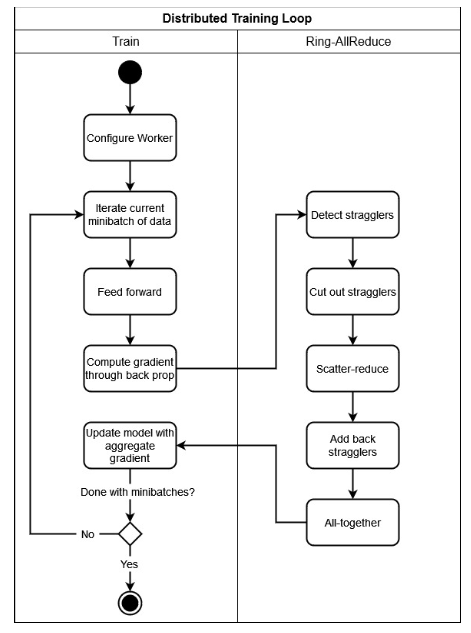 Distributed Training Loop
Train
Ring-AllReduce
Configure Worker
Iterate current
minibatch of data
Feed forward
Compute gradient
through back prop
Detect stragglers
Cut out stragglers
Scatter-reduce
Add back
stragglers
All-together
Update model with
aggregate
gradient
Done with minibatches?
No
Yes